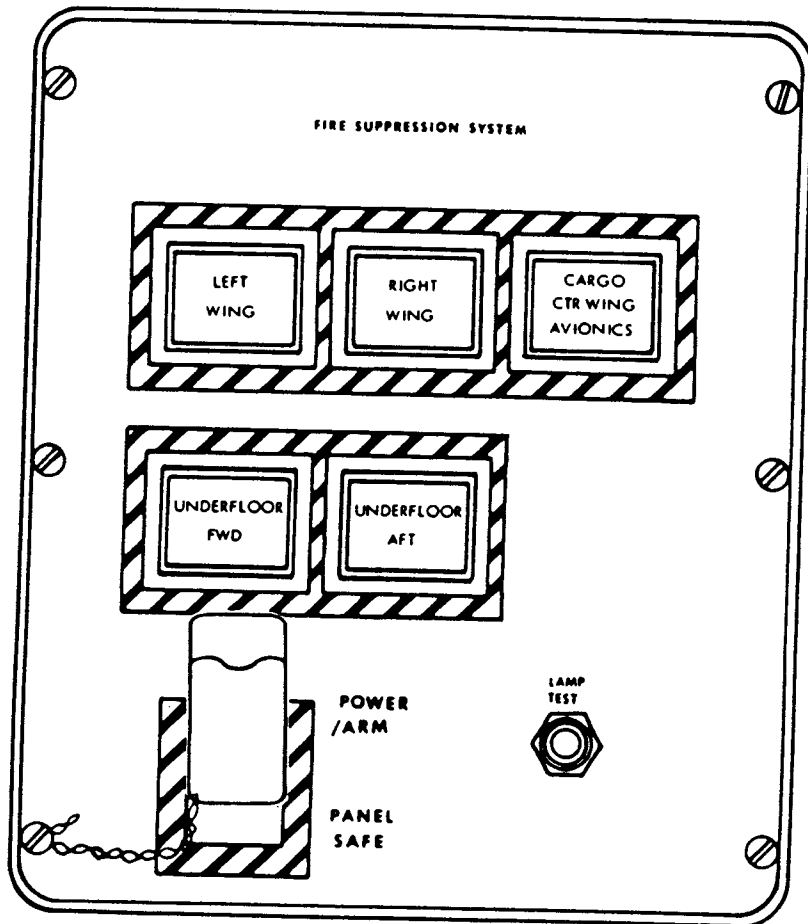 FIRE SUPPRESSION SYSTEM
LEFT
WING
RIGHT
WING
CARGO
CTR WING
AVIONICS
UNDERFLOOR
FWD
UNDERFLOOR
AFT
POWER
/ARM
LAMP
TEST
PANEL
SAFE